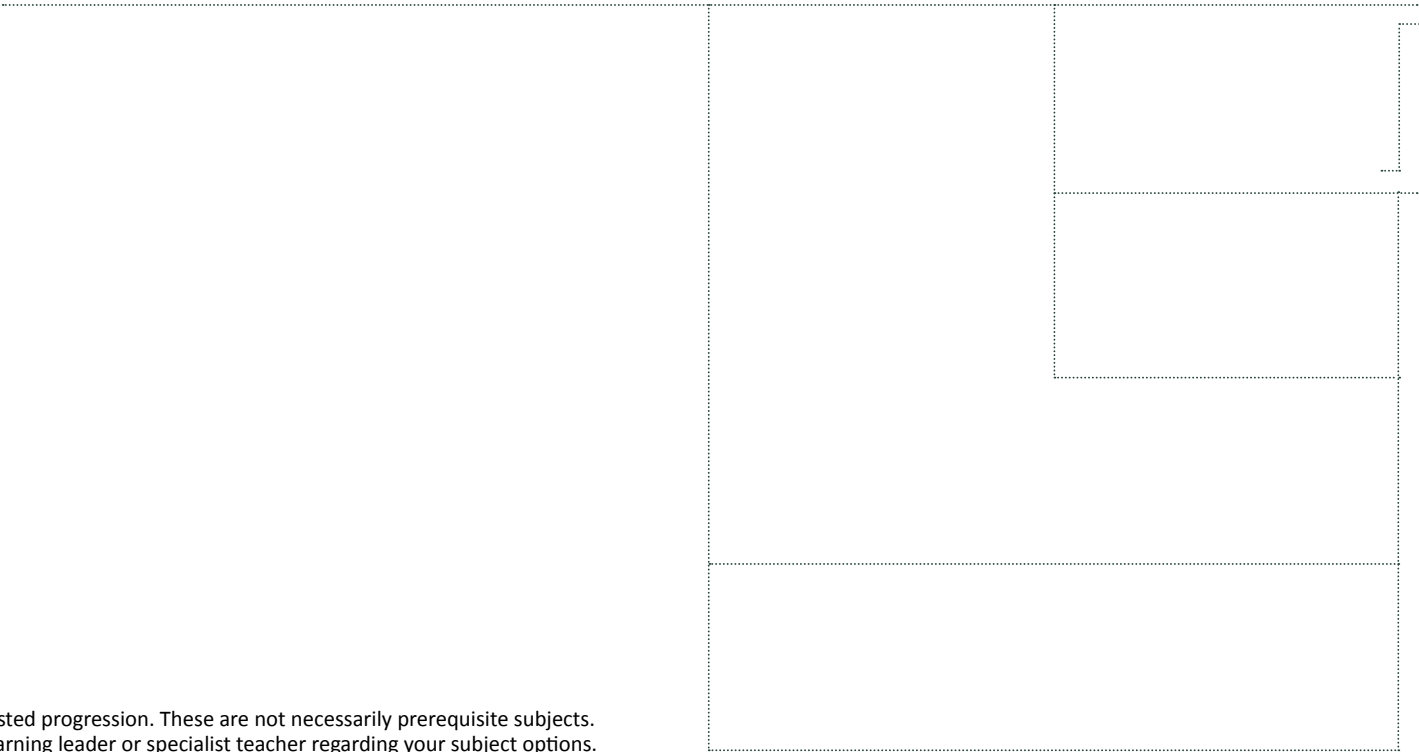 sted progression. These are not necessarily prerequisite subjects.
arning leader or specialist teacher regarding your subject options.